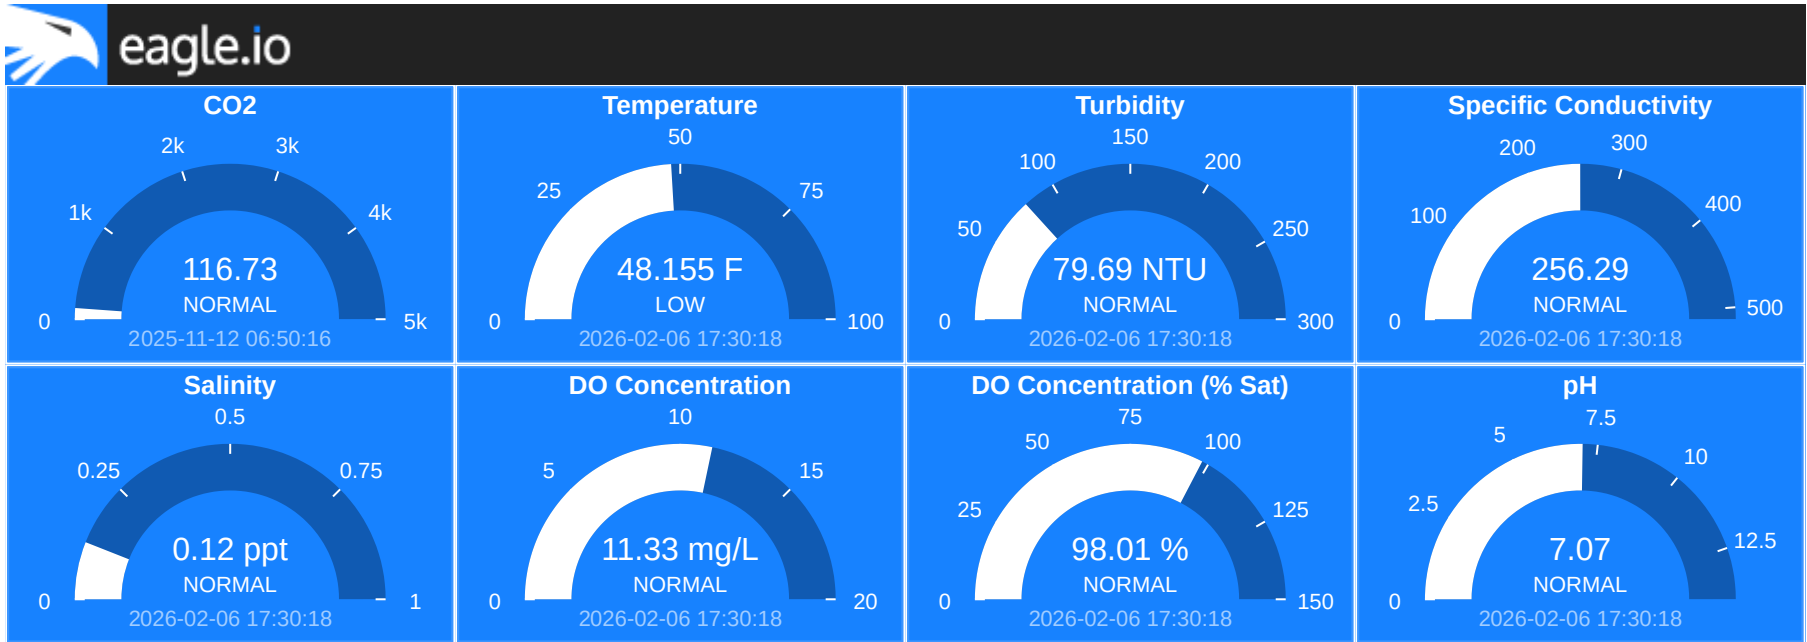 eagle.io
CO2
0
1k
2k
3k
4k
5k
116.73
NORMAL
2025-11-12 06:50:16
Temperature
0
25
50
75
100
48.155 F
LOW
2026-02-06 17:30:18
Turbidity
0
50
100
150
200
250
300
79.69 NTU
NORMAL
2026-02-06 17:30:18
Specific Conductivity
0
100
200
300
400
500
256.29
NORMAL
2026-02-06 17:30:18
Salinity
0
0.25
0.5
0.75
1
0.12 ppt
NORMAL
2026-02-06 17:30:18
DO Concentration
0
5
10
15
20
11.33 mg/L
NORMAL
2026-02-06 17:30:18
DO Concentration (% Sat)
0
25
50
75
100
125
150
98.01 %
NORMAL
2026-02-06 17:30:18
pH
0
2.5
5
7.5
10
12.5
7.07
NORMAL
2026-02-06 17:30:18